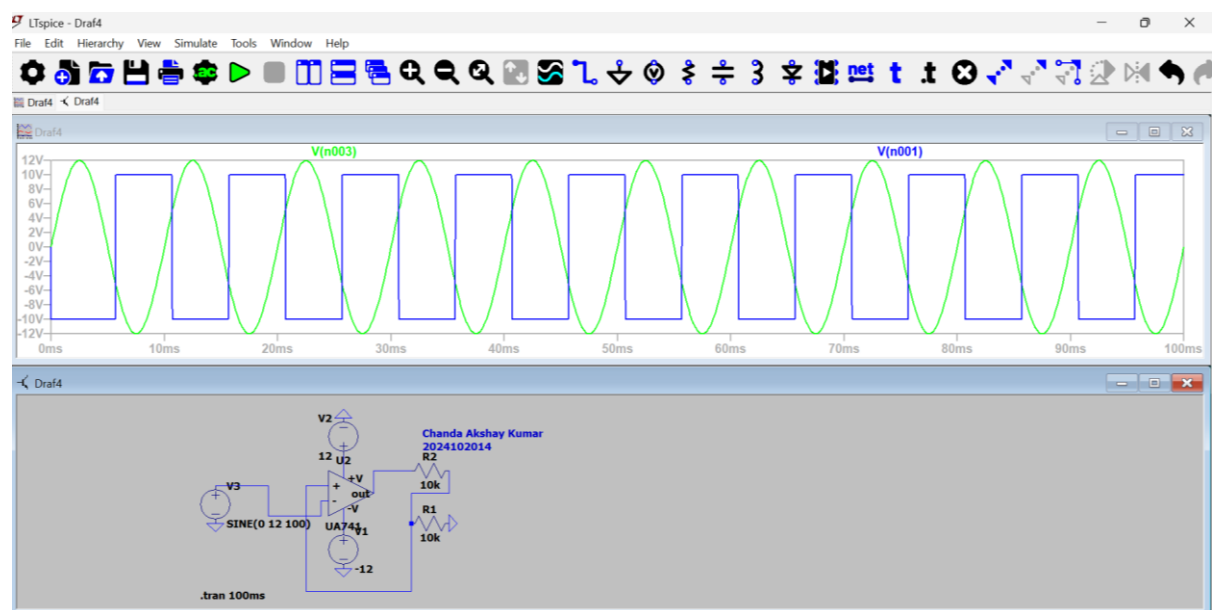 LTspice - Draf4
File Edit Hierarchy View Simulate Tools Window Help
.ac
net t .t
Draf4 Draf4
Draf4
V(n003) V(n001)
12V
10V
8V
6V
4V
2V
0V
-2V
-4V
-6V
-8V
-10V
-12V
0ms 10ms 20ms 30ms 40ms 50ms 60ms 70ms 80ms 90ms 100ms
Draf4
V2
Chanda Akshay Kumar
2024102014
12 U2 R2
+V
V3 + out 10k
-
-V R1
SINE(0 12 100) UA741 V1
10k
-12
.tran 100ms